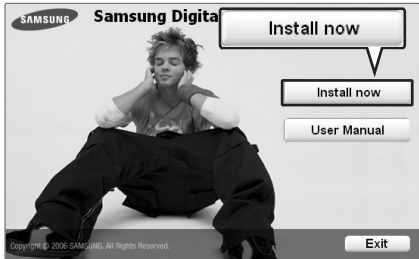 SAMSUNG
Samsung Digita
Install now
Install now
User Manual
Copyright © 2006 SAMSUNG. All Rights Reserved.
Exit